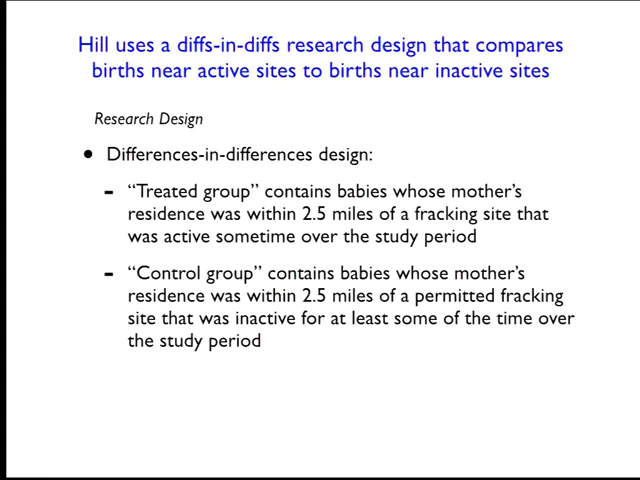 Hill uses a diffs-in-diffs research design that compares
births near active sites to births near inactive sites
Research Design
• Differences-in-differences design:
- “Treated group” contains babies whose mother’s
residence was within 2.5 miles of a fracking site that
was active sometime over the study period
- “Control group” contains babies whose mother’s
residence was within 2.5 miles of a permitted fracking
site that was inactive for at least some of the time over
the study period